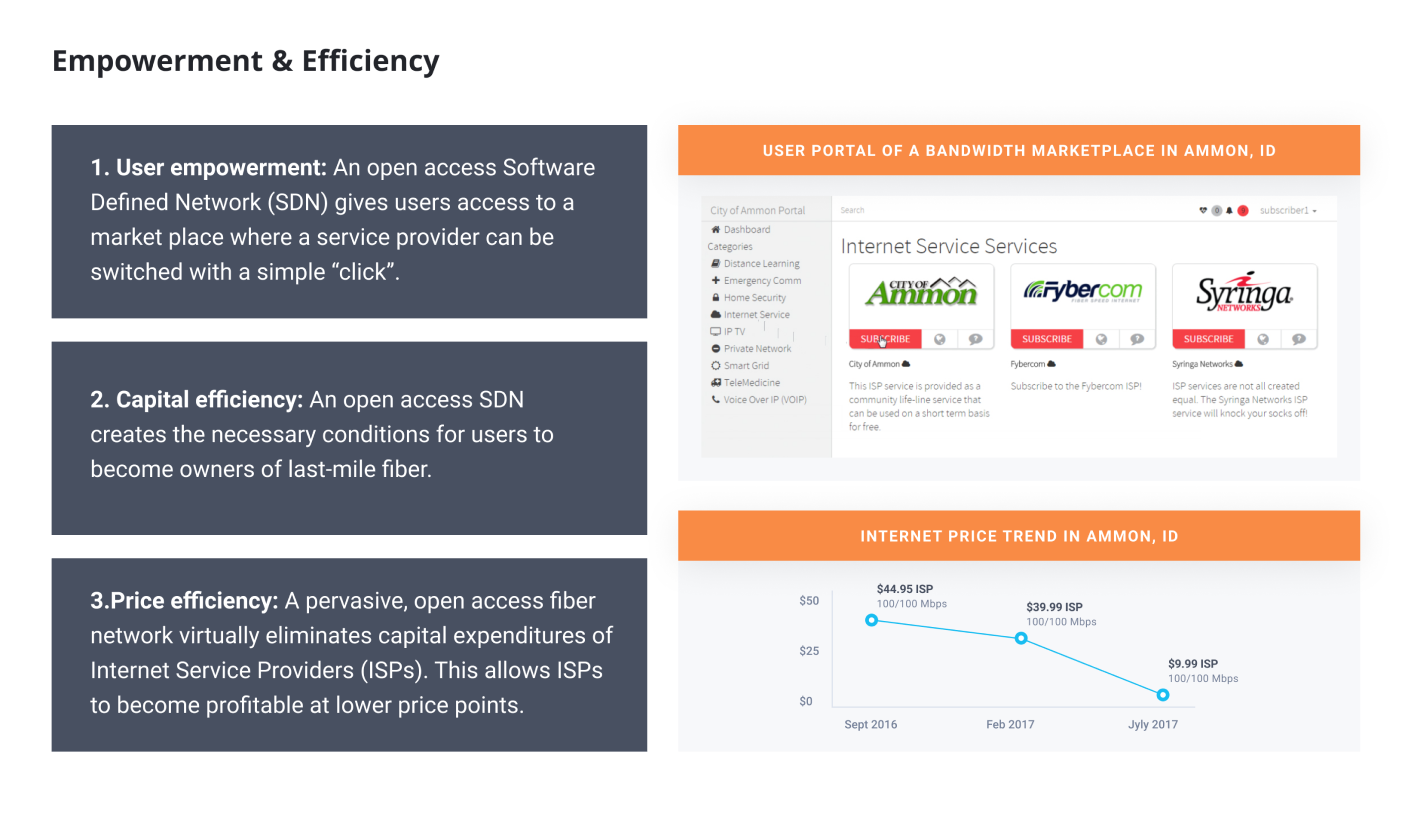 Empowerment & Efficiency
1. User empowerment: An open access Software
Defined Network (SDN) gives users access to a
market place where a service provider can be
switched with a simple “click”.
2. Capital efficiency: An open access SDN
creates the necessary conditions for users to
become owners of last-mile fiber.
3.Price efficiency: A pervasive, open access fiber
network virtually eliminates capital expenditures of
Internet Service Providers (ISPs). This allows ISPs
to become profitable at lower price points.
USER PORTAL OF A BANDWIDTH MARKETPLACE IN AMMON, ID
City of Ammon Portal
Search
subscriber1
Dashboard
Categories
Distance Learning
Emergency Comm
Home Security
Internet Service
IP TV
Private Network
Smart Grid
TeleMedicine
Voice Over IP (VOIP)
Internet Service Services
CITY OF
Ammon
SUBSCRIBE
City of Ammon
This ISP service is provided as a
community life-line service that
can be used on a short term basis
for free.
Fybercom
FIBER SPEED INTERNET
SUBSCRIBE
Fybercom
Subscribe to the Fybercom ISP!
Syringa
NETWORKS
SUBSCRIBE
Syringa Networks
ISP services are not all created
equal. The Syringa Networks ISP
service will knock your socks off!
INTERNET PRICE TREND IN AMMON, ID
$50
$25
$0
$44.95 ISP
100/100 Mbps
$39.99 ISP
100/100 Mbps
$9.99 ISP
100/100 Mbps
Sept 2016
Feb 2017
Jyly 2017